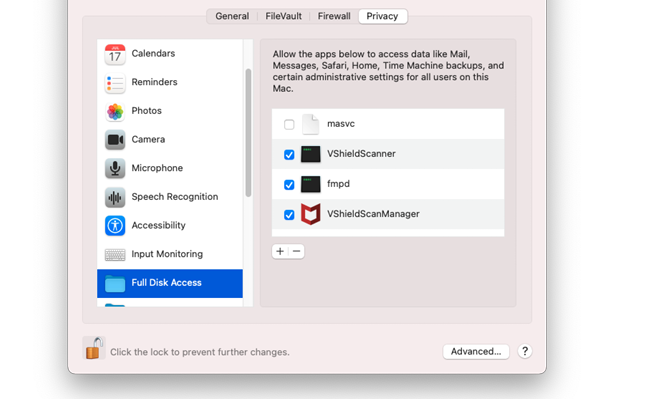 General
FileVault
Firewall
Privacy
JUL
17
Calendars
Reminders
Photos
Camera
Microphone
Speech Recognition
Accessibility
Input Monitoring
Full Disk Access
Allow the apps below to access data like Mail,
Messages, Safari, Home, Time Machine backups, and
certain administrative settings for all users on this
Mac.
masvc
VShieldScanner
fmpd
VShieldScanManager
+
−
Click the lock to prevent further changes.
Advanced...
?